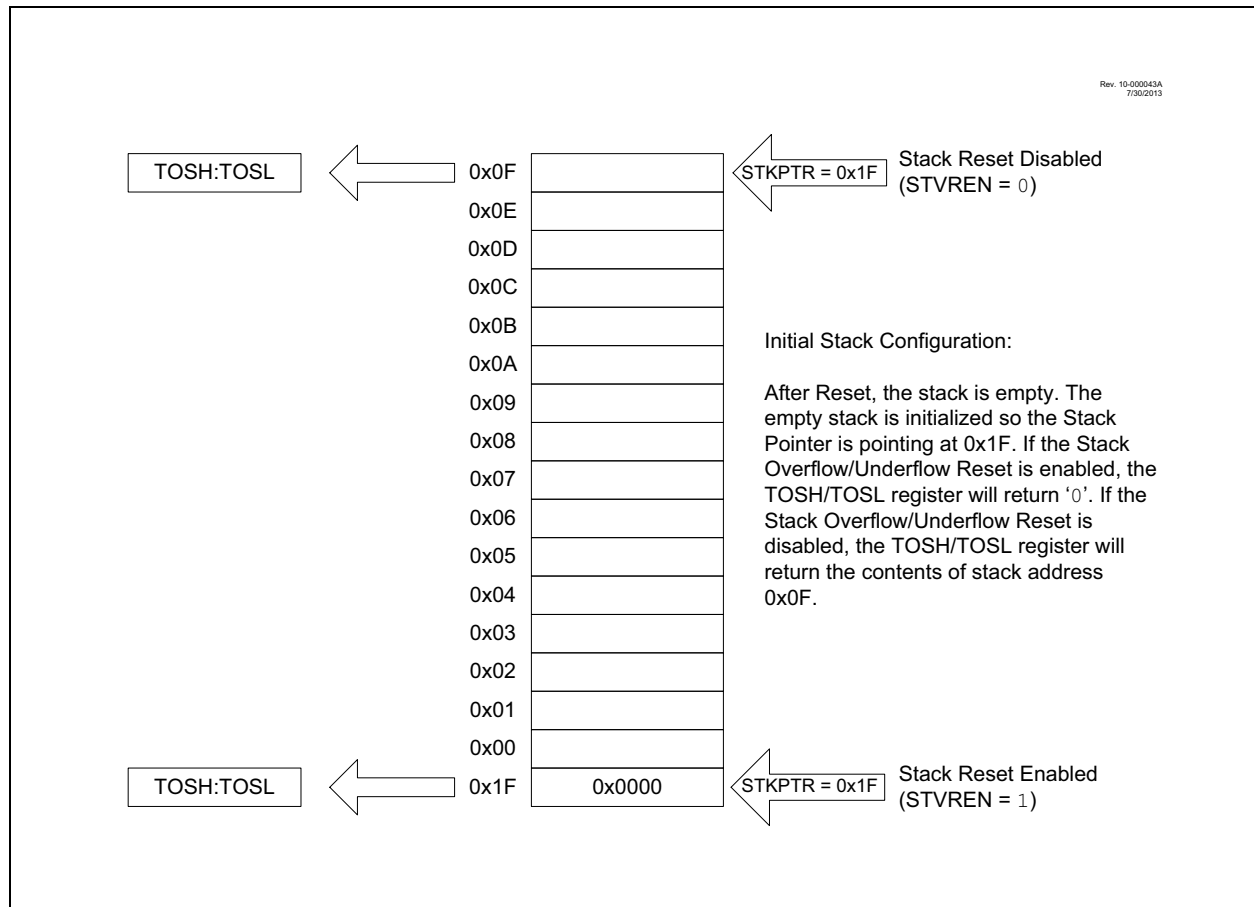 Rev. 10-000043A
7/30/2013
TOSH:TOSL
0x0F
STKPTR = 0x1F
Stack Reset Disabled
(STVREN = 0)
0x0E
0x0D
0x0C
0x0B
0x0A
0x09
0x08
0x07
0x06
0x05
0x04
0x03
0x02
0x01
0x00
Initial Stack Configuration:
After Reset, the stack is empty. The
empty stack is initialized so the Stack
Pointer is pointing at 0x1F. If the Stack
Overflow/Underflow Reset is enabled, the
TOSH/TOSL register will return ‘0’. If the
Stack Overflow/Underflow Reset is
disabled, the TOSH/TOSL register will
return the contents of stack address
0x0F.
TOSH:TOSL
0x1F
0x0000
STKPTR = 0x1F
Stack Reset Enabled
(STVREN = 1)